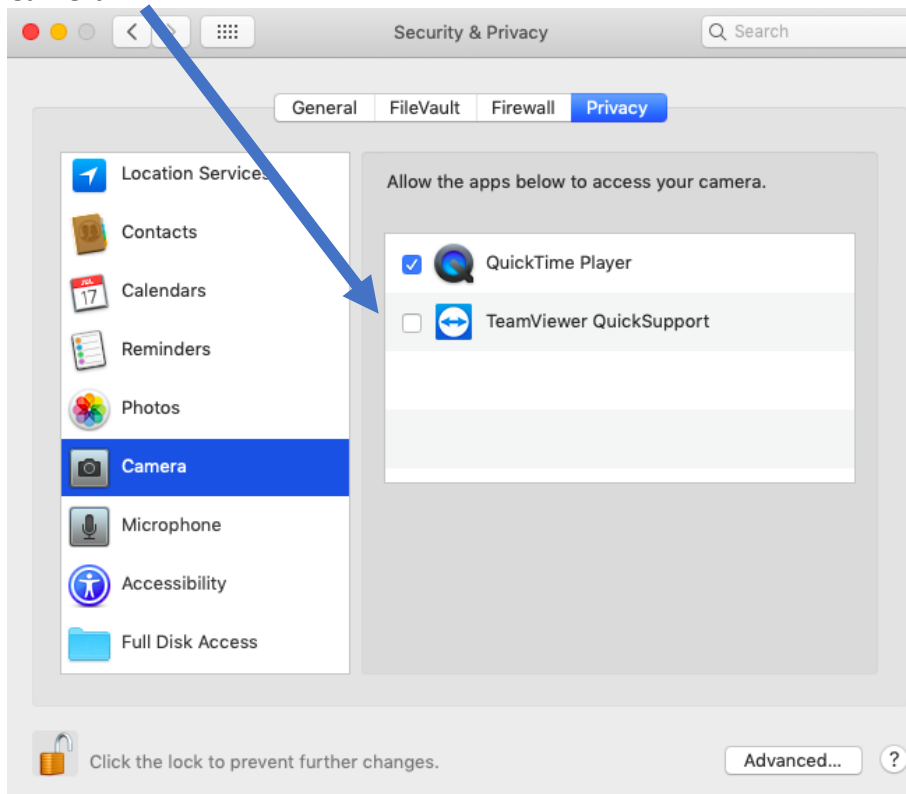 Security & Privacy
Search
General FileVault Firewall Privacy
Location Services
Contacts
JUL
17
Calendars
Reminders
Photos
Camera
Microphone
Accessibility
Full Disk Access
Allow the apps below to access your camera.
QuickTime Player
TeamViewer QuickSupport
Click the lock to prevent further changes.
Advanced...
?